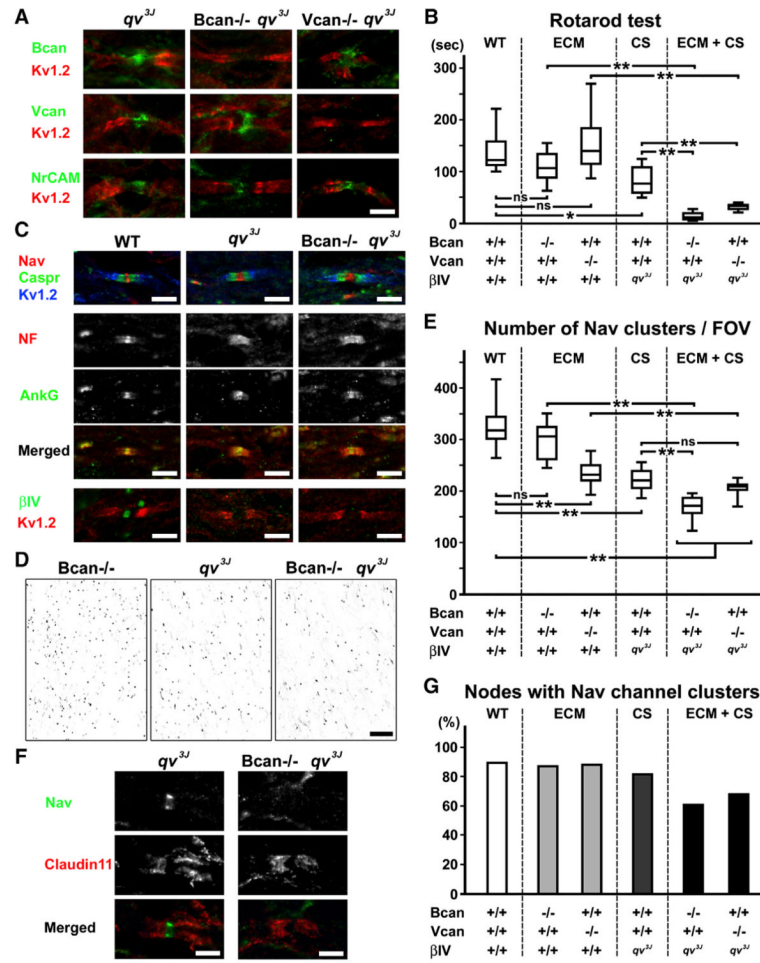 A
qv3J Bcan-/- qv3J Vcan-/- qv3J
Bcan
Kv1.2
Vcan
Kv1.2
NrCAM
Kv1.2
B Rotarod test
(sec) WT ECM CS ECM + CS
300
200
100
0
**
**
**
**
ns
ns
*
Bcan +/+ -/- +/+ +/+ -/- +/+
Vcan +/+ +/+ -/- +/+ +/+ -/-
βIV +/+ +/+ +/+ qv3J qv3J qv3J
C
WT qv3J Bcan-/- qv3J
Nav
Caspr
Kv1.2
NF
AnkG
Merged
βIV
Kv1.2
D
Bcan-/- qv3J Bcan-/- qv3J
E Number of Nav clusters / FOV
WT ECM CS ECM + CS
400
300
200
100
0
**
**
ns
**
ns
**
**
**
Bcan +/+ -/- +/+ +/+ -/- +/+
Vcan +/+ +/+ -/- +/+ +/+ -/-
βIV +/+ +/+ +/+ qv3J qv3J qv3J
F
qv3J Bcan-/- qv3J
Nav
Claudin11
Merged
G Nodes with Nav channel clusters
(%) WT ECM CS ECM + CS
100
80
60
40
20
0
Bcan +/+ -/- +/+ +/+ -/- +/+
Vcan +/+ +/+ -/- +/+ +/+ -/-
βIV +/+ +/+ +/+ qv3J qv3J qv3J